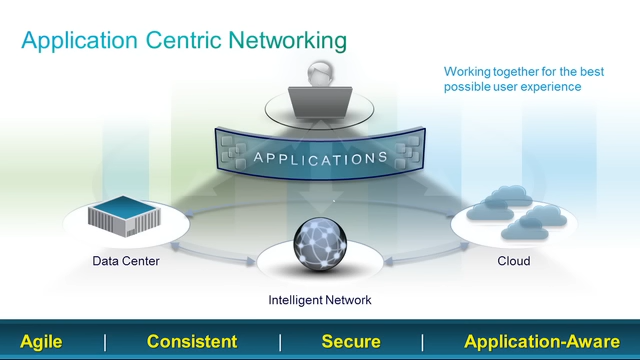 Application Centric Networking
Working together for the best
possible user experience
APPLICATIONS
Data Center
Cloud
Intelligent Network
Agile | Consistent | Secure | Application-Aware